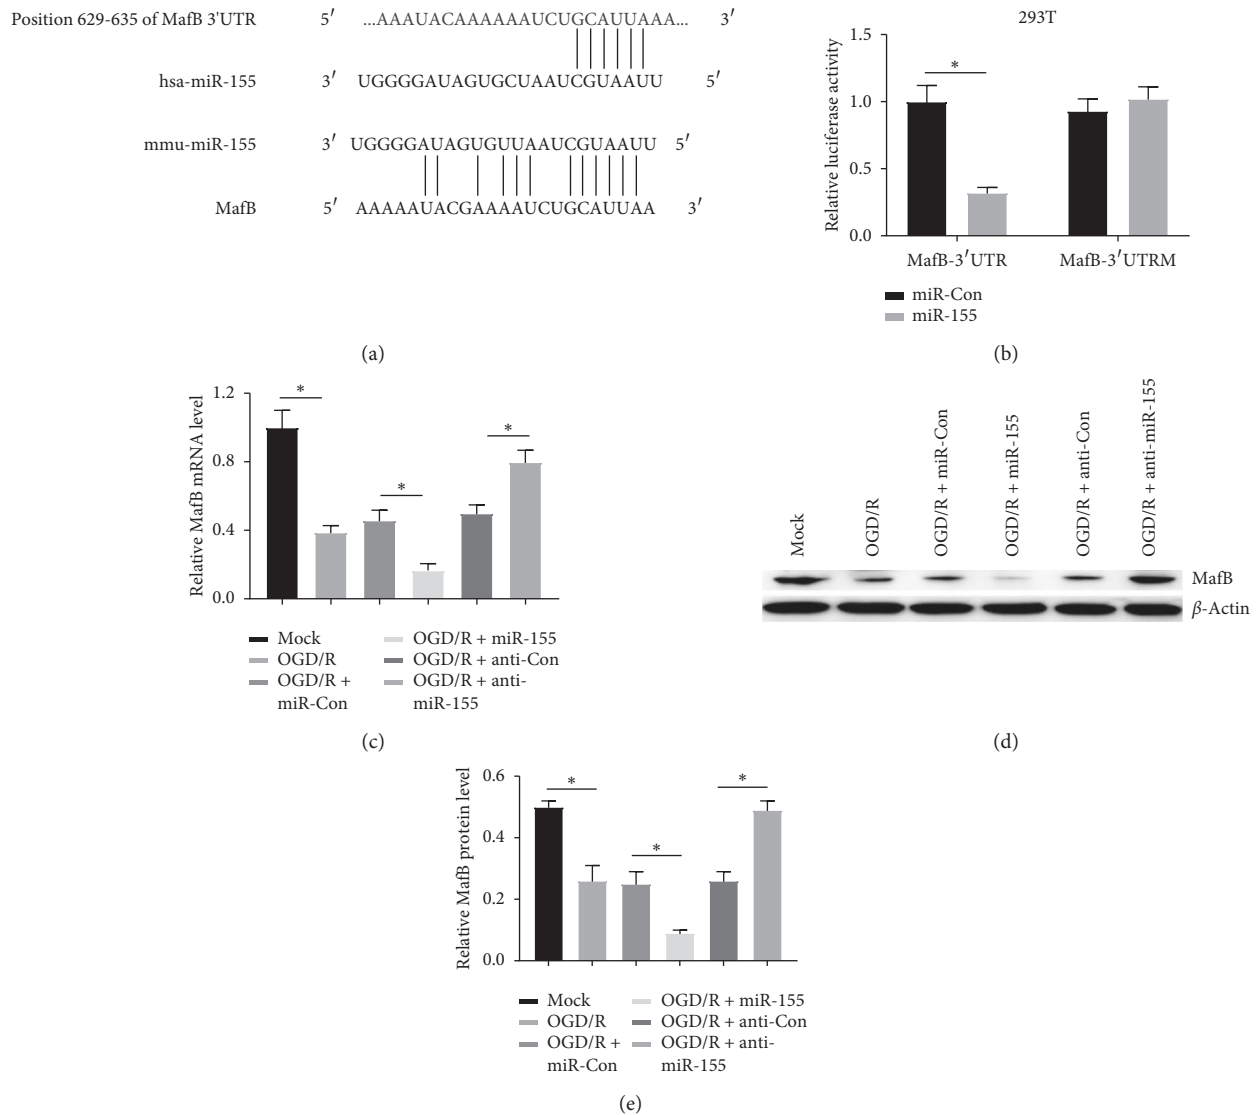 Position 629-635 of MafB 3'UTR 5′ ...AAAUACAAAAAAUCUGCAUUAAA... 3′
hsa-miR-155 3′ UGGGGAUAGUGCUAAUCGUAAUU 5′
mmu-miR-155 3′ UGGGGAUAGUGUUAAUCGUAAUU 5′
MafB 5′ AAAAAUACGAAAAUCUGCAUUAA 3′
(a)
293T
Relative luciferase activity
1.5
1.0
0.5
0.0
*
MafB-3′UTR MafB-3′UTRM
miR-Con
miR-155
(b)
Relative MafB mRNA level
1.2
0.8
0.4
0.0
* * *
Mock
OGD/R
OGD/R +
miR-Con
OGD/R + miR-155
OGD/R + anti-Con
OGD/R + anti-
miR-155
(c)
Mock
OGD/R
OGD/R + miR-Con
OGD/R + miR-155
OGD/R + anti-Con
OGD/R + anti-miR-155
MafB
β-Actin
(d)
Relative MafB protein level
0.6
0.4
0.2
0.0
* * *
Mock
OGD/R
OGD/R +
miR-Con
OGD/R + miR-155
OGD/R + anti-Con
OGD/R + anti-
miR-155
(e)